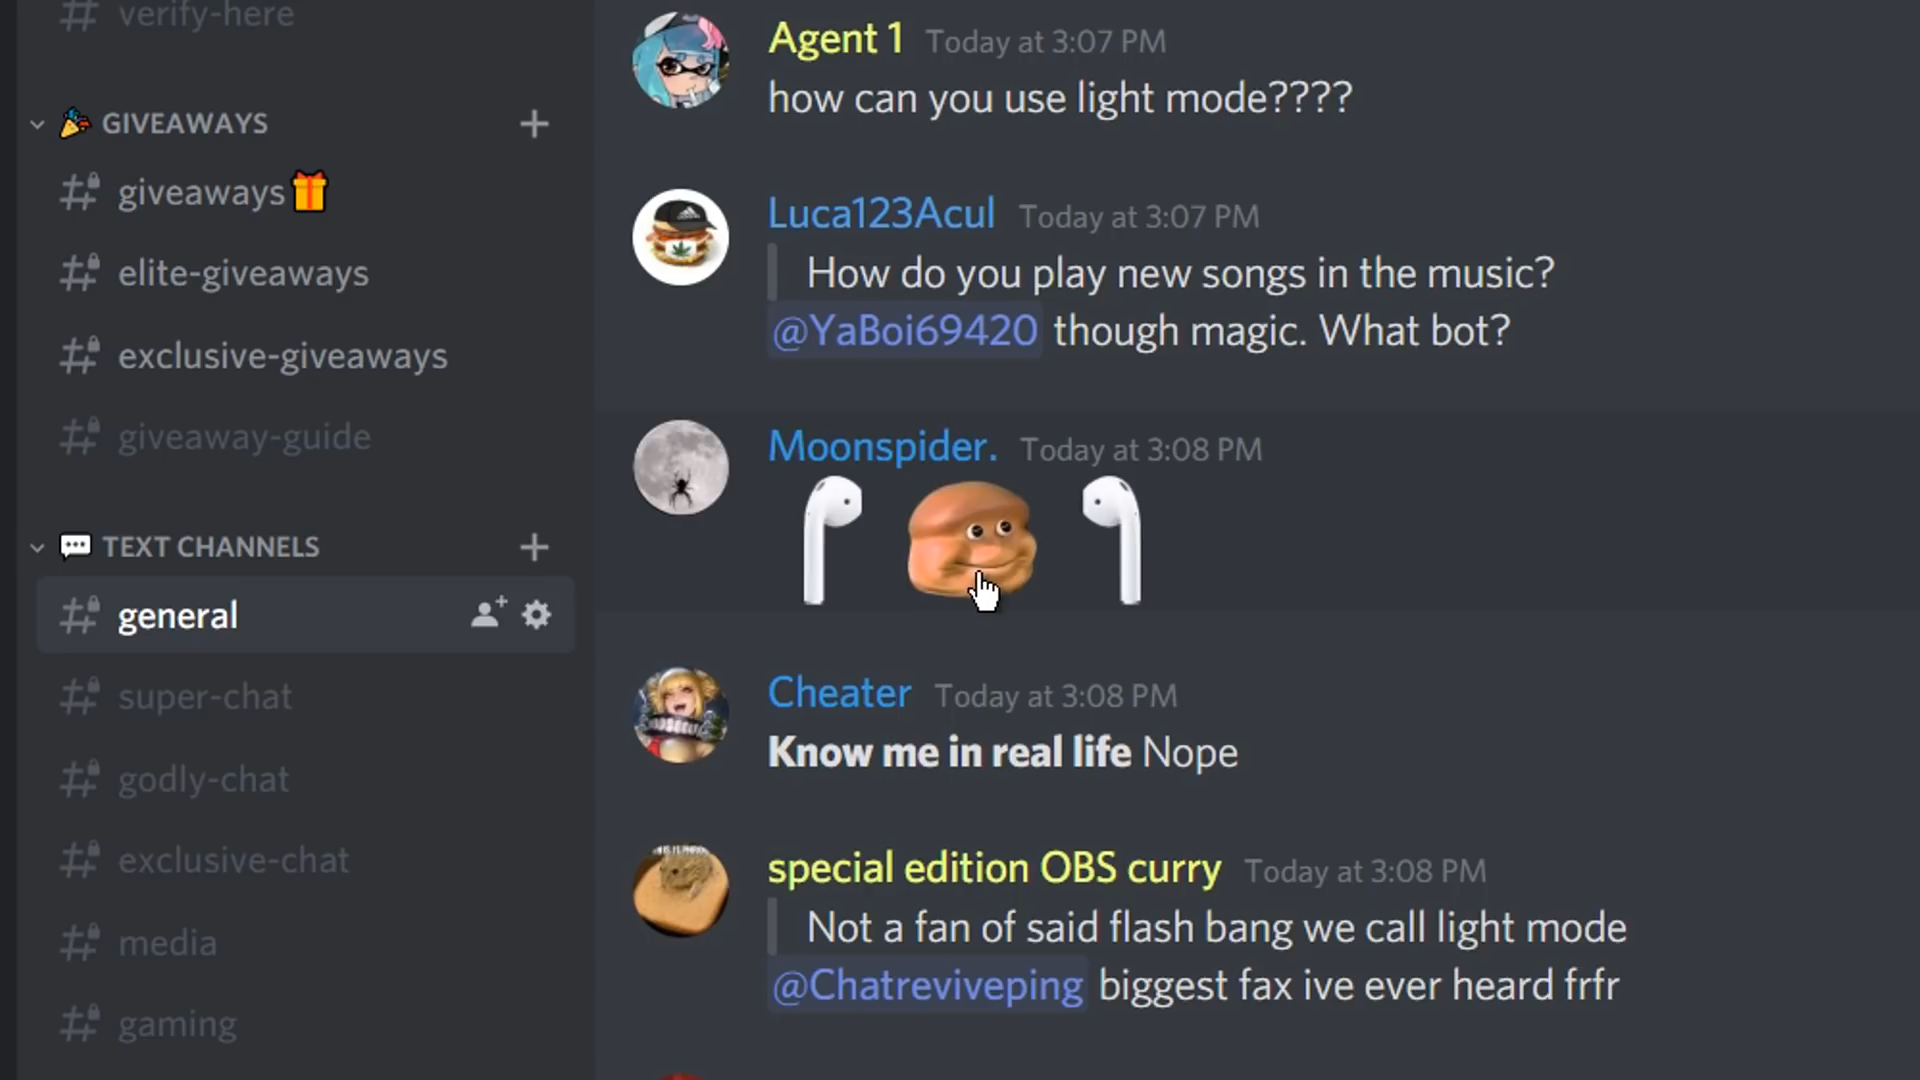 verify-here
GIVEAWAYS
giveaways
elite-giveaways
exclusive-giveaways
giveaway-guide
TEXT CHANNELS
general
super-chat
godly-chat
exclusive-chat
media
gaming
Agent 1 Today at 3:07 PM
how can you use light mode????
Luca123Acul Today at 3:07 PM
How do you play new songs in the music?
@YaBoi69420 though magic. What bot?
Moonspider. Today at 3:08 PM
Cheater Today at 3:08 PM
Know me in real life Nope
special edition OBS curry Today at 3:08 PM
Not a fan of said flash bang we call light mode
@Chatreviveping biggest fax ive ever heard frfr